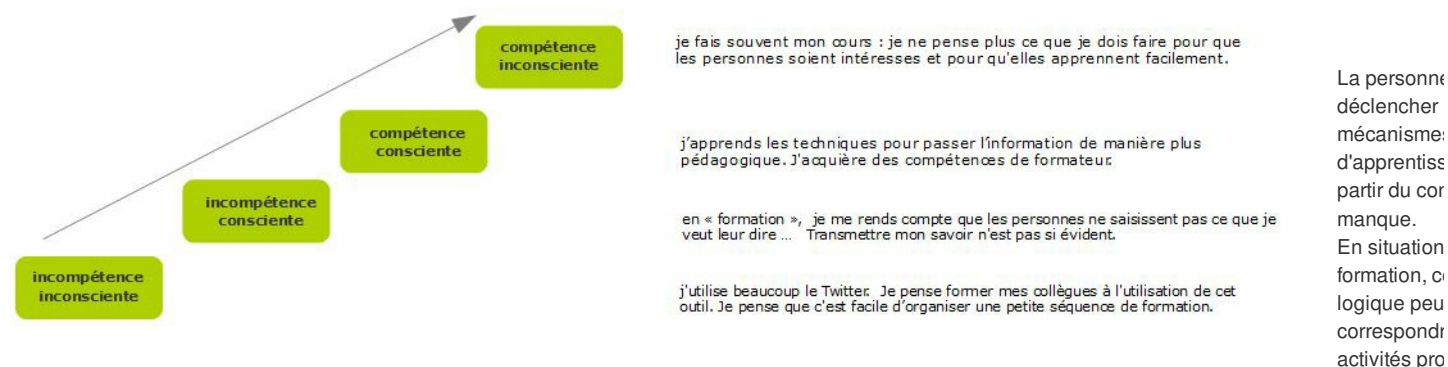 compétence
inconsciente
je fais souvent mon cours : je ne pense plus ce que je dois faire pour que
les personnes soient intéresses et pour qu'elles apprennent facilement.
compétence
consciente
j'apprends les techniques pour passer l'information de manière plus
pédagogique. J'acquière des compétences de formateur.
incompétence
consciente
en « formation », je me rends compte que les personnes ne saisissent pas ce que je
veut leur dire ... Transmettre mon savoir n'est pas si évident.
incompétence
inconsciente
j'utilise beaucoup le Twitter. Je pense former mes collègues à l'utilisation de cet
outil. Je pense que c'est facile d'organiser une petite séquence de formation.
La personne
déclencher
mécanismes
d'apprentiss
partir du con
manque.
En situation
formation, ce
logique peu
correspondr
activités pro